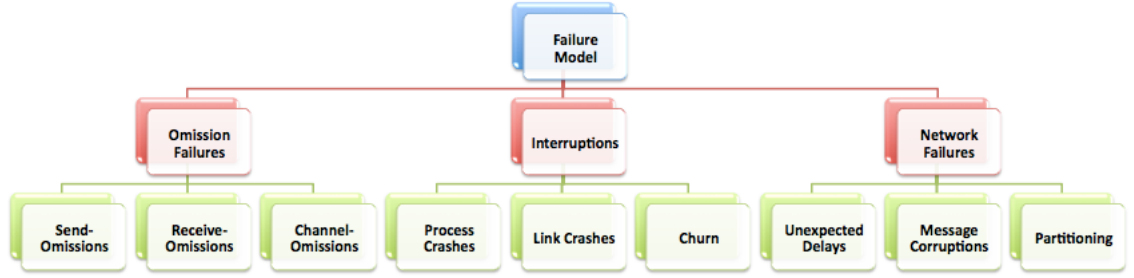 Failure
Model
Omission
Failures
Interruptions
Network
Failures
Send-
Omissions
Receive-
Omissions
Channel-
Omissions
Process
Crashes
Link Crashes
Churn
Unexpected
Delays
Message
Corruptions
Partitioning